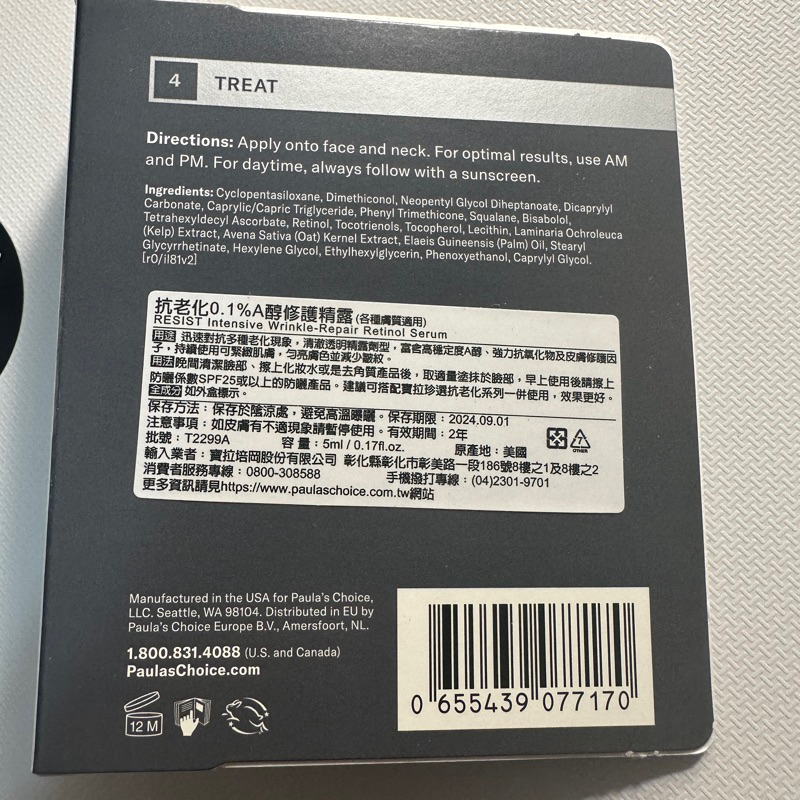 4 TREAT
Directions: Apply onto face and neck. For optimal results, use AM
and PM. For daytime, always follow with a sunscreen.
Ingredients: Cyclopentasiloxane, Dimethiconol, Neopentyl Glycol Diheptanoate, Dicaprylyl
Carbonate, Caprylic/Capric Triglyceride, Phenyl Trimethicone, Squalane, Bisabolol,
Tetrahexyldecyl Ascorbate, Retinol, Tocotrienols, Tocopherol, Lecithin, Laminaria Ochroleuca
(Kelp) Extract, Avena Sativa (Oat) Kernel Extract, Elaeis Guineensis (Palm) Oil, Stearyl
Glycyrrhetinate, Hexylene Glycol, Ethylhexylglycerin, Phenoxyethanol, Caprylyl Glycol.
[r0/il81v2]
抗老化0.1%A醇修護精露(各種膚質適用)
RESIST Intensive Wrinkle-Repair Retinol Serum
用途 迅速對抗多種老化現象，清澈透明精露劑型，富含高穩定度A醇、強力抗氧化物及皮膚修護因
子，持續使用可緊緻肌膚，勻亮膚色並減少皺紋。
用法 晚間清潔臉部、擦上化妝水或是去角質產品後，取適量塗抹於臉部，早上使用後請擦上
防曬係數SPF25或以上的防曬產品。建議可搭配寶拉珍選抗老化系列一併使用，效果更好。
全成分 如外盒標示。
保存方法：保存於陰涼處，避免高溫曝曬。保存期限：2024.09.01
注意事項：如皮膚有不適現象請暫停使用。有效期間：2年
批號：T2299A 容量：5ml / 0.17fl.oz. 原產地：美國
7
OTHER
輸入業者：寶拉培岡股份有限公司 彰化縣彰化市彰美路一段186號8樓之1及8樓之2
消費者服務專線：0800-308588 手機撥打專線：(04)2301-9701
更多資訊請見https://www.paulaschoice.com.tw網站
Manufactured in the USA for Paula's Choice,
LLC. Seattle, WA 98104. Distributed in EU by
Paula's Choice Europe B.V., Amersfoort, NL.
1.800.831.4088 (U.S. and Canada)
PaulasChoice.com
12 M
0 655439 077170